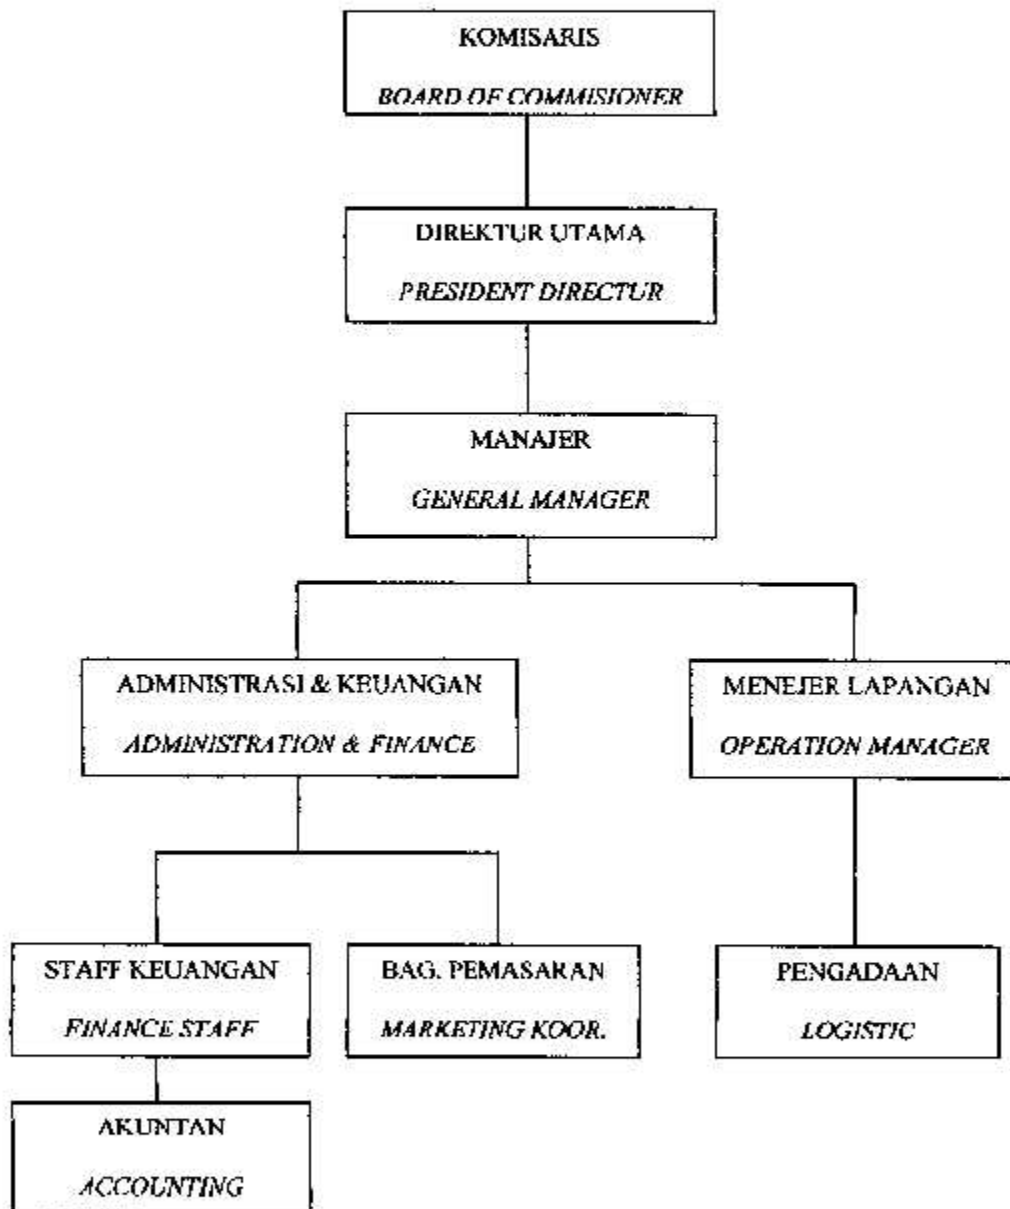 KOMISARIS
BOARD OF COMMISIONER
DIREKTUR UTAMA
PRESIDENT DIRECTUR
MANAJER
GENERAL MANAGER
ADMINISTRASI & KEUANGAN
ADMINISTRATION & FINANCE
MENEJER LAPANGAN
OPERATION MANAGER
STAFF KEUANGAN
FINANCE STAFF
BAG. PEMASARAN
MARKETING KOOR.
PENGADAAN
LOGISTIC
AKUNTAN
ACCOUNTING